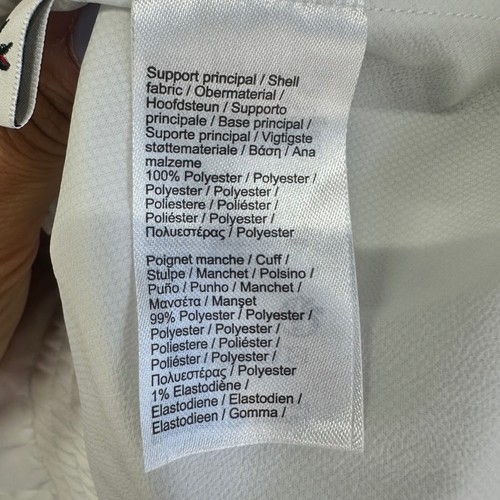 Support principal / Shell
fabric / Obermaterial /
Hoofdsteun / Supporto
principale / Base principal /
Suporte principal / Vigtigste
støttemateriale / Βάση / Ana
malzeme
100% Polyester / Polyester /
Polyester / Polyester /
Poliestere / Poliéster /
Poliéster / Polyester /
Πολυεστέρας / Polyester
Poignet manche / Cuff /
Stulpe / Manchet / Polsino /
Puño / Punho / Manchet /
Μανσέτα / Manşet
99% Polyester / Polyester /
Polyester / Polyester /
Poliestere / Poliéster /
Poliéster / Polyester /
Πολυεστέρας / Polyester
1% Elastodiène /
Elastodiene / Elastodien /
Elastodieen / Gomma /